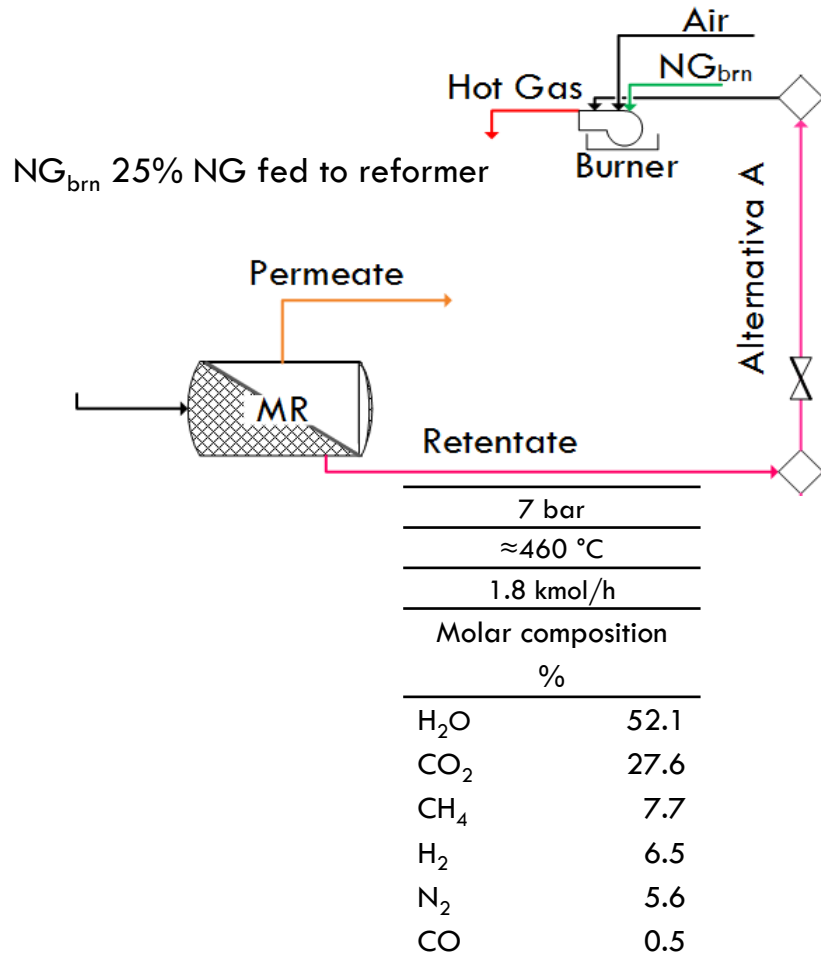 Air
NG_brn
Hot Gas
Burner
NG_brn 25% NG fed to reformer
Alternativa A
Permeate
MR
Retentate
7 bar
≈460 °C
1.8 kmol/h
Molar composition
%
H₂O 52.1
CO₂ 27.6
CH₄ 7.7
H₂ 6.5
N₂ 5.6
CO 0.5